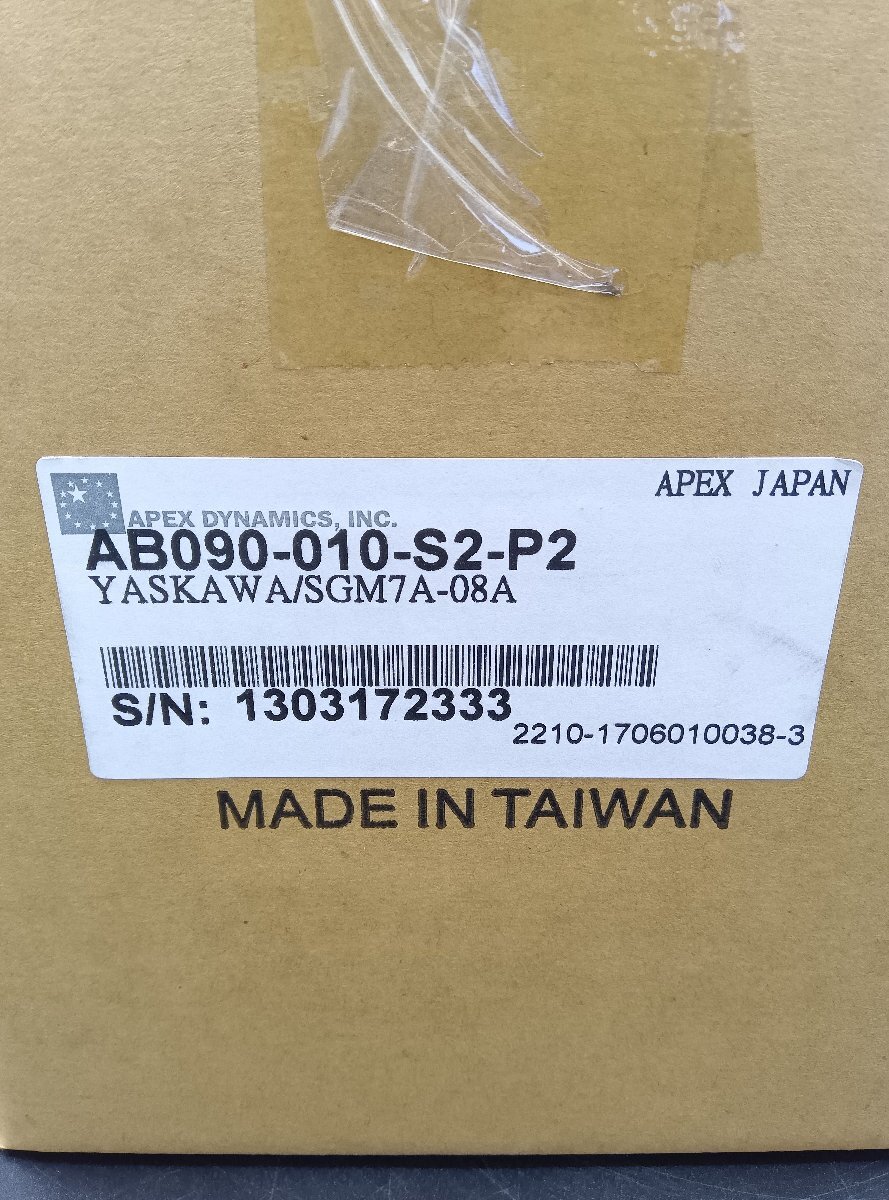 APEX JAPAN
APEX DYNAMICS, INC.
AB090-010-S2-P2
YASKAWA/SGM7A-08A
S/N: 1303172333
2210-1706010038-3
MADE IN TAIWAN